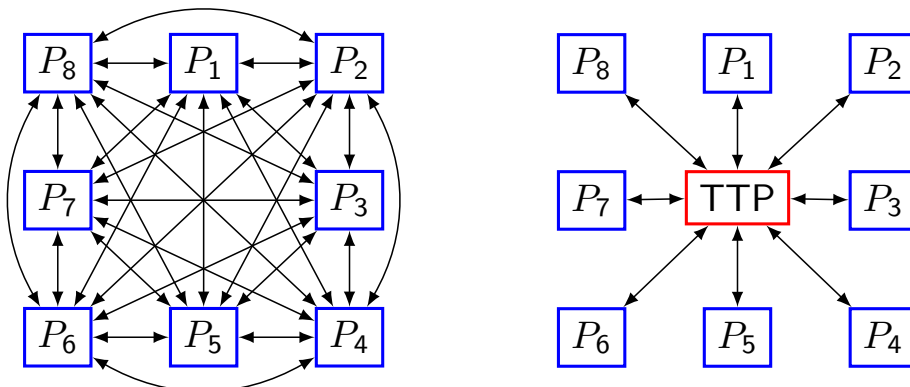 P₈ P₁ P₂ P₈ P₁ P₂
P₇ P₃ P₇ TTP P₃
P₆ P₅ P₄ P₆ P₅ P₄